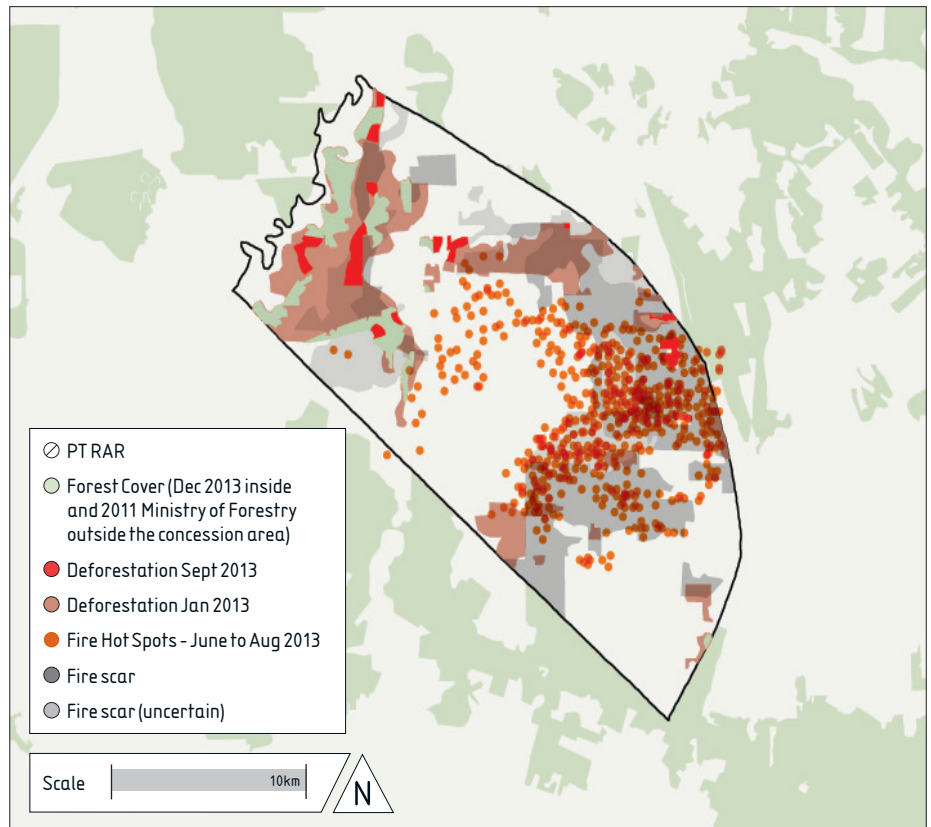 PT RAR
Forest Cover (Dec 2013 inside
and 2011 Ministry of Forestry
outside the concession area)
Deforestation Sept 2013
Deforestation Jan 2013
Fire Hot Spots - June to Aug 2013
Fire scar
Fire scar (uncertain)
Scale
10km
N